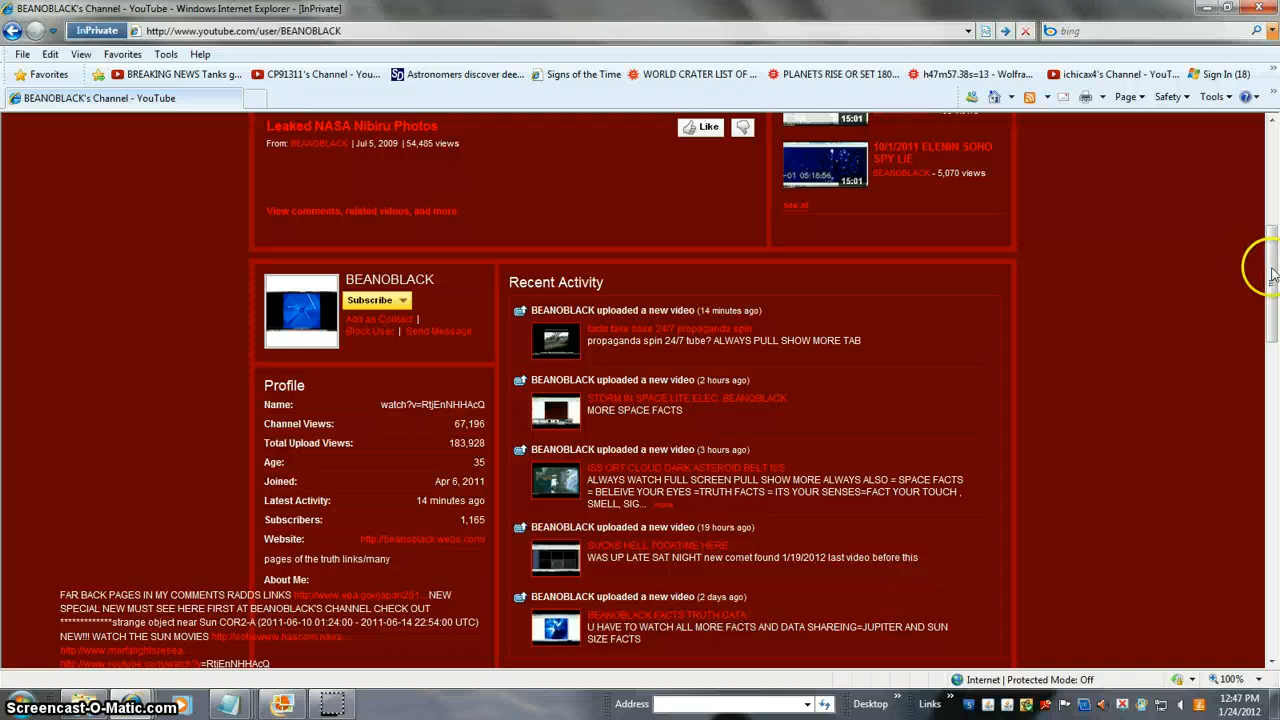 BEANOBLACK's Channel - YouTube - Windows Internet Explorer - [InPrivate]
InPrivate http://www.youtube.com/user/BEANOBLACK bing
File Edit View Favorites Tools Help
Favorites BREAKING NEWS Tanks g... CP91311's Channel - You... Astronomers discover dee... Signs of the Time WORLD CRATER LIST OF ... PLANETS RISE OR SET 180... h47m57.38s=13 - Wolfra... ichicax4's Channel - YouT... Sign In (18)
BEANOBLACK's Channel - YouTube Page Safety Tools
Leaked NASA Nibiru Photos Like
From: BEANOBLACK | Jul 5, 2009 | 54,485 views
View comments, related videos, and more
15:01
10/1/2011 ELENIN SOHO
SPY LIE
BEANOBLACK - 5,070 views
-01 05:18:56, 15:01
see all
BEANOBLACK
Subscribe
Add as Contact |
Block User | Send Message
Profile
Name: watch?v=RtjEnNHHAcQ
Channel Views: 67,196
Total Upload Views: 183,928
Age: 35
Joined: Apr 6, 2011
Latest Activity: 14 minutes ago
Subscribers: 1,165
Website: http://beanoblack.webs.com/
pages of the truth links/many
About Me:
FAR BACK PAGES IN MY COMMENTS RADDS LINKS http://www.epa.gov/japan201... NEW
SPECIAL NEW MUST SEE HERE FIRST AT BEANOBLACK'S CHANNEL CHECK OUT
************strange object near Sun COR2-A (2011-06-10 01:24:00 - 2011-06-14 22:54:00 UTC)
NEW!!! WATCH THE SUN MOVIES
http://www.youtube.com/watch?v=RtjEnNHHAcQ
Recent Activity
BEANOBLACK uploaded a new video (14 minutes ago)
facts fake baxe 24/7 propaganda spin
propaganda spin 24/7 tube? ALWAYS PULL SHOW MORE TAB
BEANOBLACK uploaded a new video (2 hours ago)
STORM IN SPACE LITE ELEC. BEANOBLACK
MORE SPACE FACTS
BEANOBLACK uploaded a new video (3 hours ago)
ISS ORT CLOUD DARK ASTEROID BELT ISS
ALWAYS WATCH FULL SCREEN PULL SHOW MORE ALWAYS ALSO = SPACE FACTS
= BELEIVE YOUR EYES =TRUTH FACTS = ITS YOUR SENSES=FACT YOUR TOUCH ,
SMELL, SIG... more
BEANOBLACK uploaded a new video (19 hours ago)
SUCKS HELL TOOKTIME HERE
WAS UP LATE SAT NIGHT new comet found 1/19/2012 last video before this
BEANOBLACK uploaded a new video (2 days ago)
BEANOBLACK FACTS TRUTH DATA
U HAVE TO WATCH ALL MORE FACTS AND DATA SHAREING=JUPITER AND SUN
SIZE FACTS
Internet | Protected Mode: Off 100%
Screencast-O-Matic.com Address Desktop Links 12:47 PM
1/24/2012